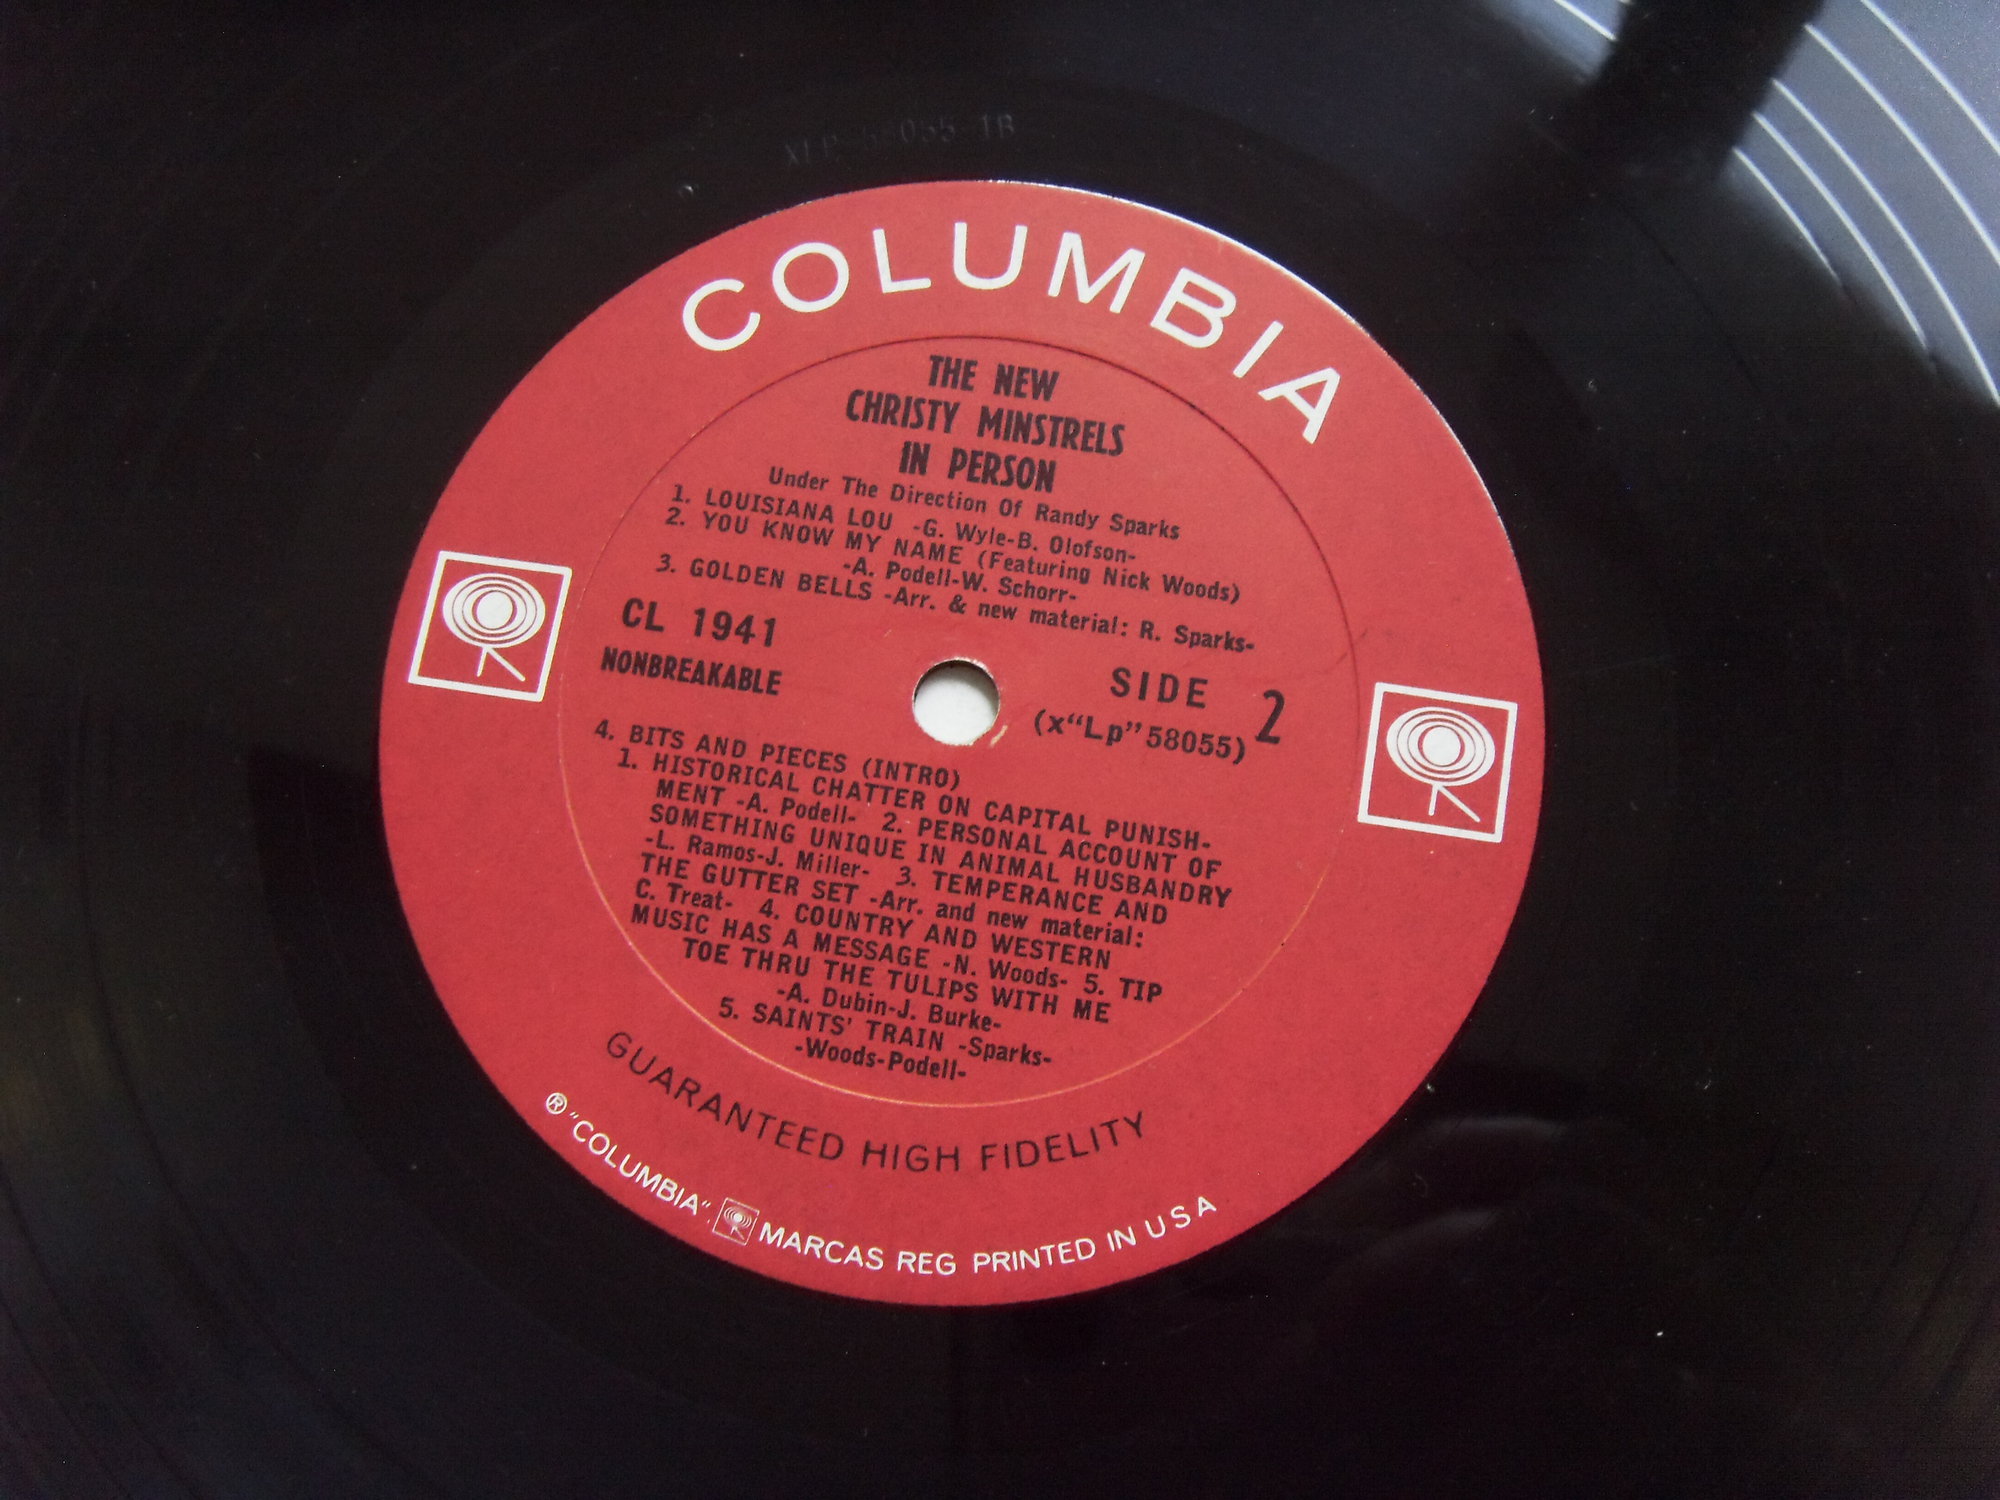 COLUMBIA
THE NEW
CHRISTY MINSTRELS
IN PERSON
Under The Direction Of Randy Sparks
1. LOUISIANA LOU -G. Wyle-B. Olofson-
2. YOU KNOW MY NAME (Featuring Nick Woods)
-A. Podell-W. Schorr-
3. GOLDEN BELLS -Arr. & new material: R. Sparks-
CL 1941
NONBREAKABLE
SIDE 2
(x“Lp”58055)
4. BITS AND PIECES (INTRO)
1. HISTORICAL CHATTER ON CAPITAL PUNISH-
MENT -A. Podell- 2. PERSONAL ACCOUNT OF
SOMETHING UNIQUE IN ANIMAL HUSBANDRY
-L. Ramos-J. Miller- 3. TEMPERANCE AND
THE GUTTER SET -Arr. and new material:
C. Treat- 4. COUNTRY AND WESTERN
MUSIC HAS A MESSAGE -N. Woods- 5. TIP
TOE THRU THE TULIPS WITH ME
-A. Dubin-J. Burke-
5. SAINTS' TRAIN -Sparks-
-Woods-Podell-
GUARANTEED HIGH FIDELITY
® “COLUMBIA” MARCAS REG PRINTED IN U S A